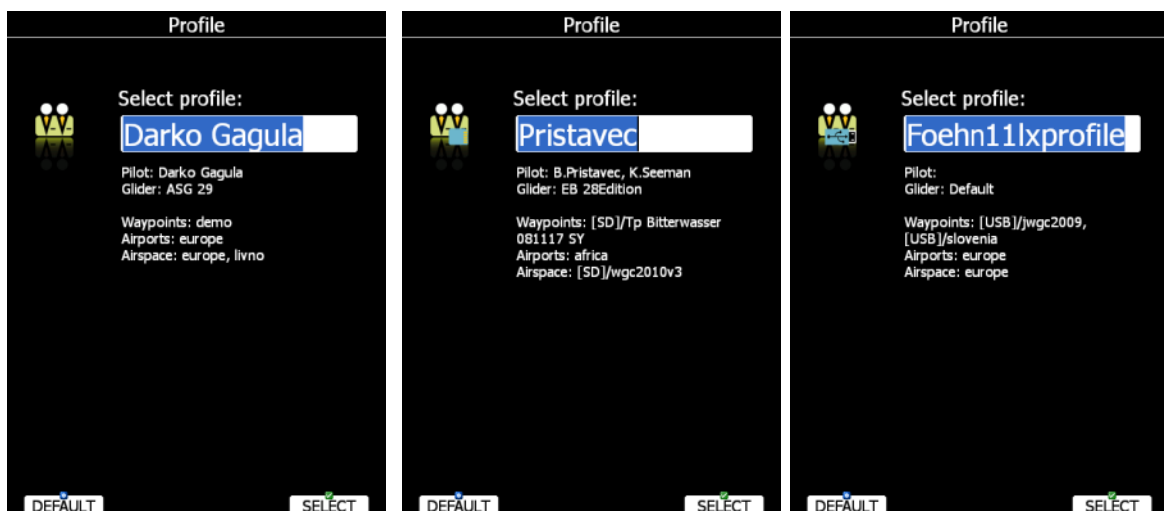 Profile
Select profile:
Darko Gagula
Pilot: Darko Gagula
Glider: ASG 29
Waypoints: demo
Airports: europe
Airspace: europe, livno
DEFAULT
SELECT
Profile
Select profile:
Pristavec
Pilot: B.Pristavec, K.Seeman
Glider: EB 28Edition
Waypoints: [SD]/Tp Bitterwasser
081117 SY
Airports: africa
Airspace: [SD]/wgc2010v3
DEFAULT
SELECT
Profile
Select profile:
Foehn11lxprofile
Pilot:
Glider: Default
Waypoints: [USB]/jwgc2009,
[USB]/slovenia
Airports: europe
Airspace: europe
DEFAULT
SELECT